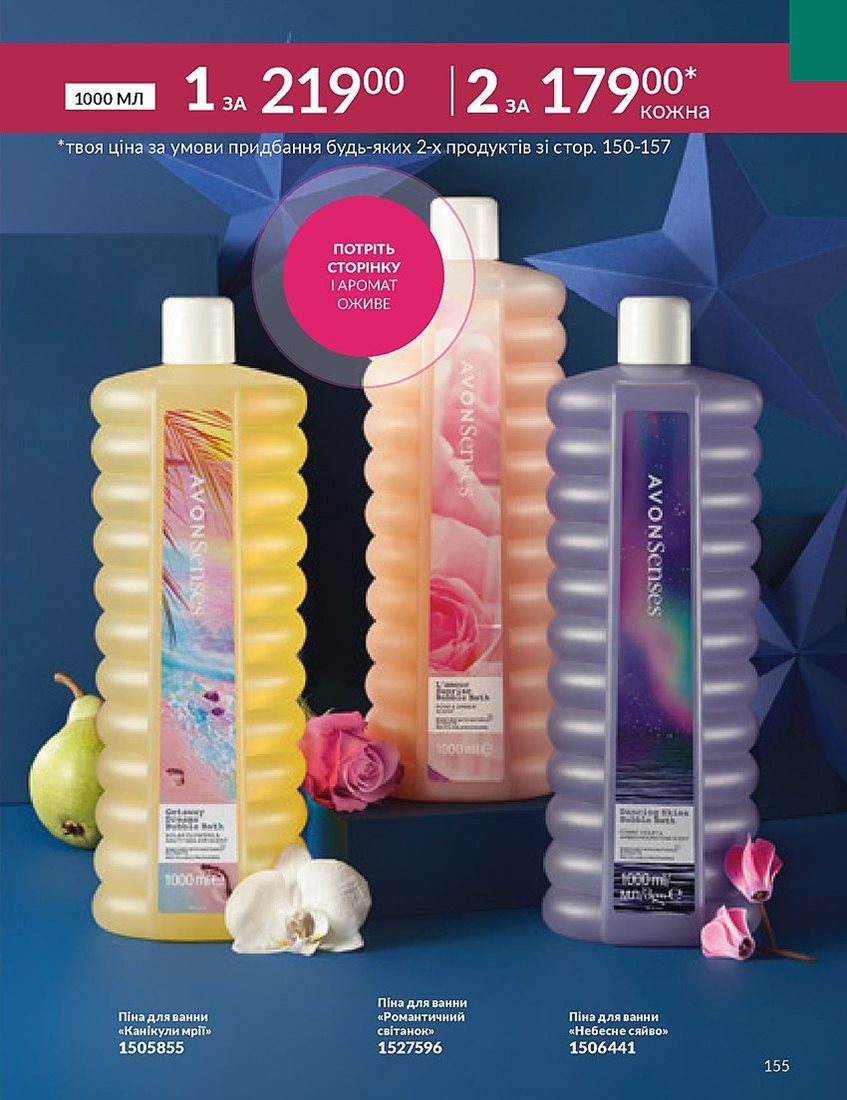 1000 МЛ
1 ЗА 219⁰⁰ | 2 ЗА 179⁰⁰*
кожна
*твоя ціна за умови придбання будь-яких 2-х продуктів зі стор. 150-157
ПОТРІТЬ
СТОРІНКУ
І АРОМАТ
ОЖИВЕ
AVON Senses
AVON Senses
AVON Senses
L'amour
Sunrise
Bubble Bath
1000 ml ℮
Getaway
Dreams
Bubble Bath
1000 ml ℮
Dancing Skies
Bubble Bath
1000 ml/
Піна для ванни
«Канікули мрії»
1505855
Піна для ванни
«Романтичний
світанок»
1527596
Піна для ванни
«Небесне сяйво»
1506441
155